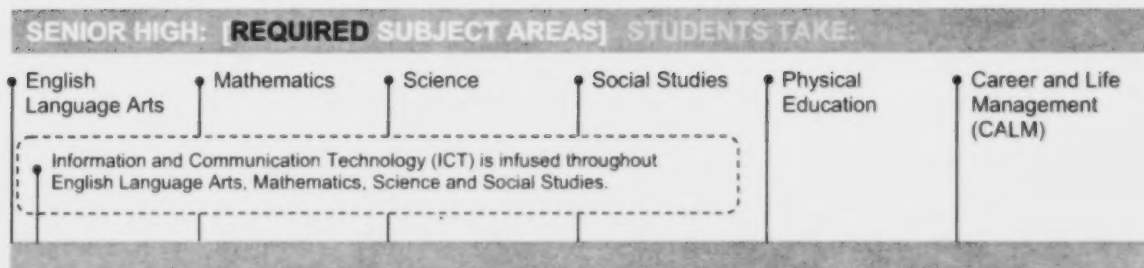 SENIOR HIGH: [REQUIRED SUBJECT AREAS] STUDENTS TAKE:
English
Language Arts
Mathematics
Science
Social Studies
Physical
Education
Career and Life
Management
(CALM)
Information and Communication Technology (ICT) is infused throughout
English Language Arts, Mathematics, Science and Social Studies.